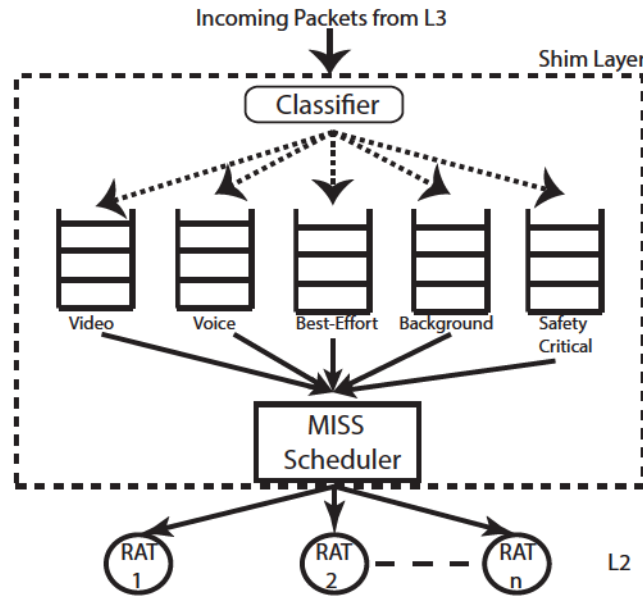 Incoming Packets from L3
Shim Layer
Classifier
Video
Voice
Best-Effort
Background
Safety
Critical
MISS
Scheduler
RAT
1
RAT
2
RAT
n
L2